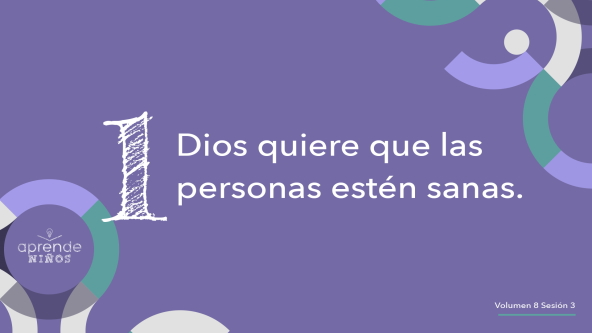 1
Dios quiere que las
personas estén sanas.
aprende
NIÑOS
Volumen 8 Sesión 3